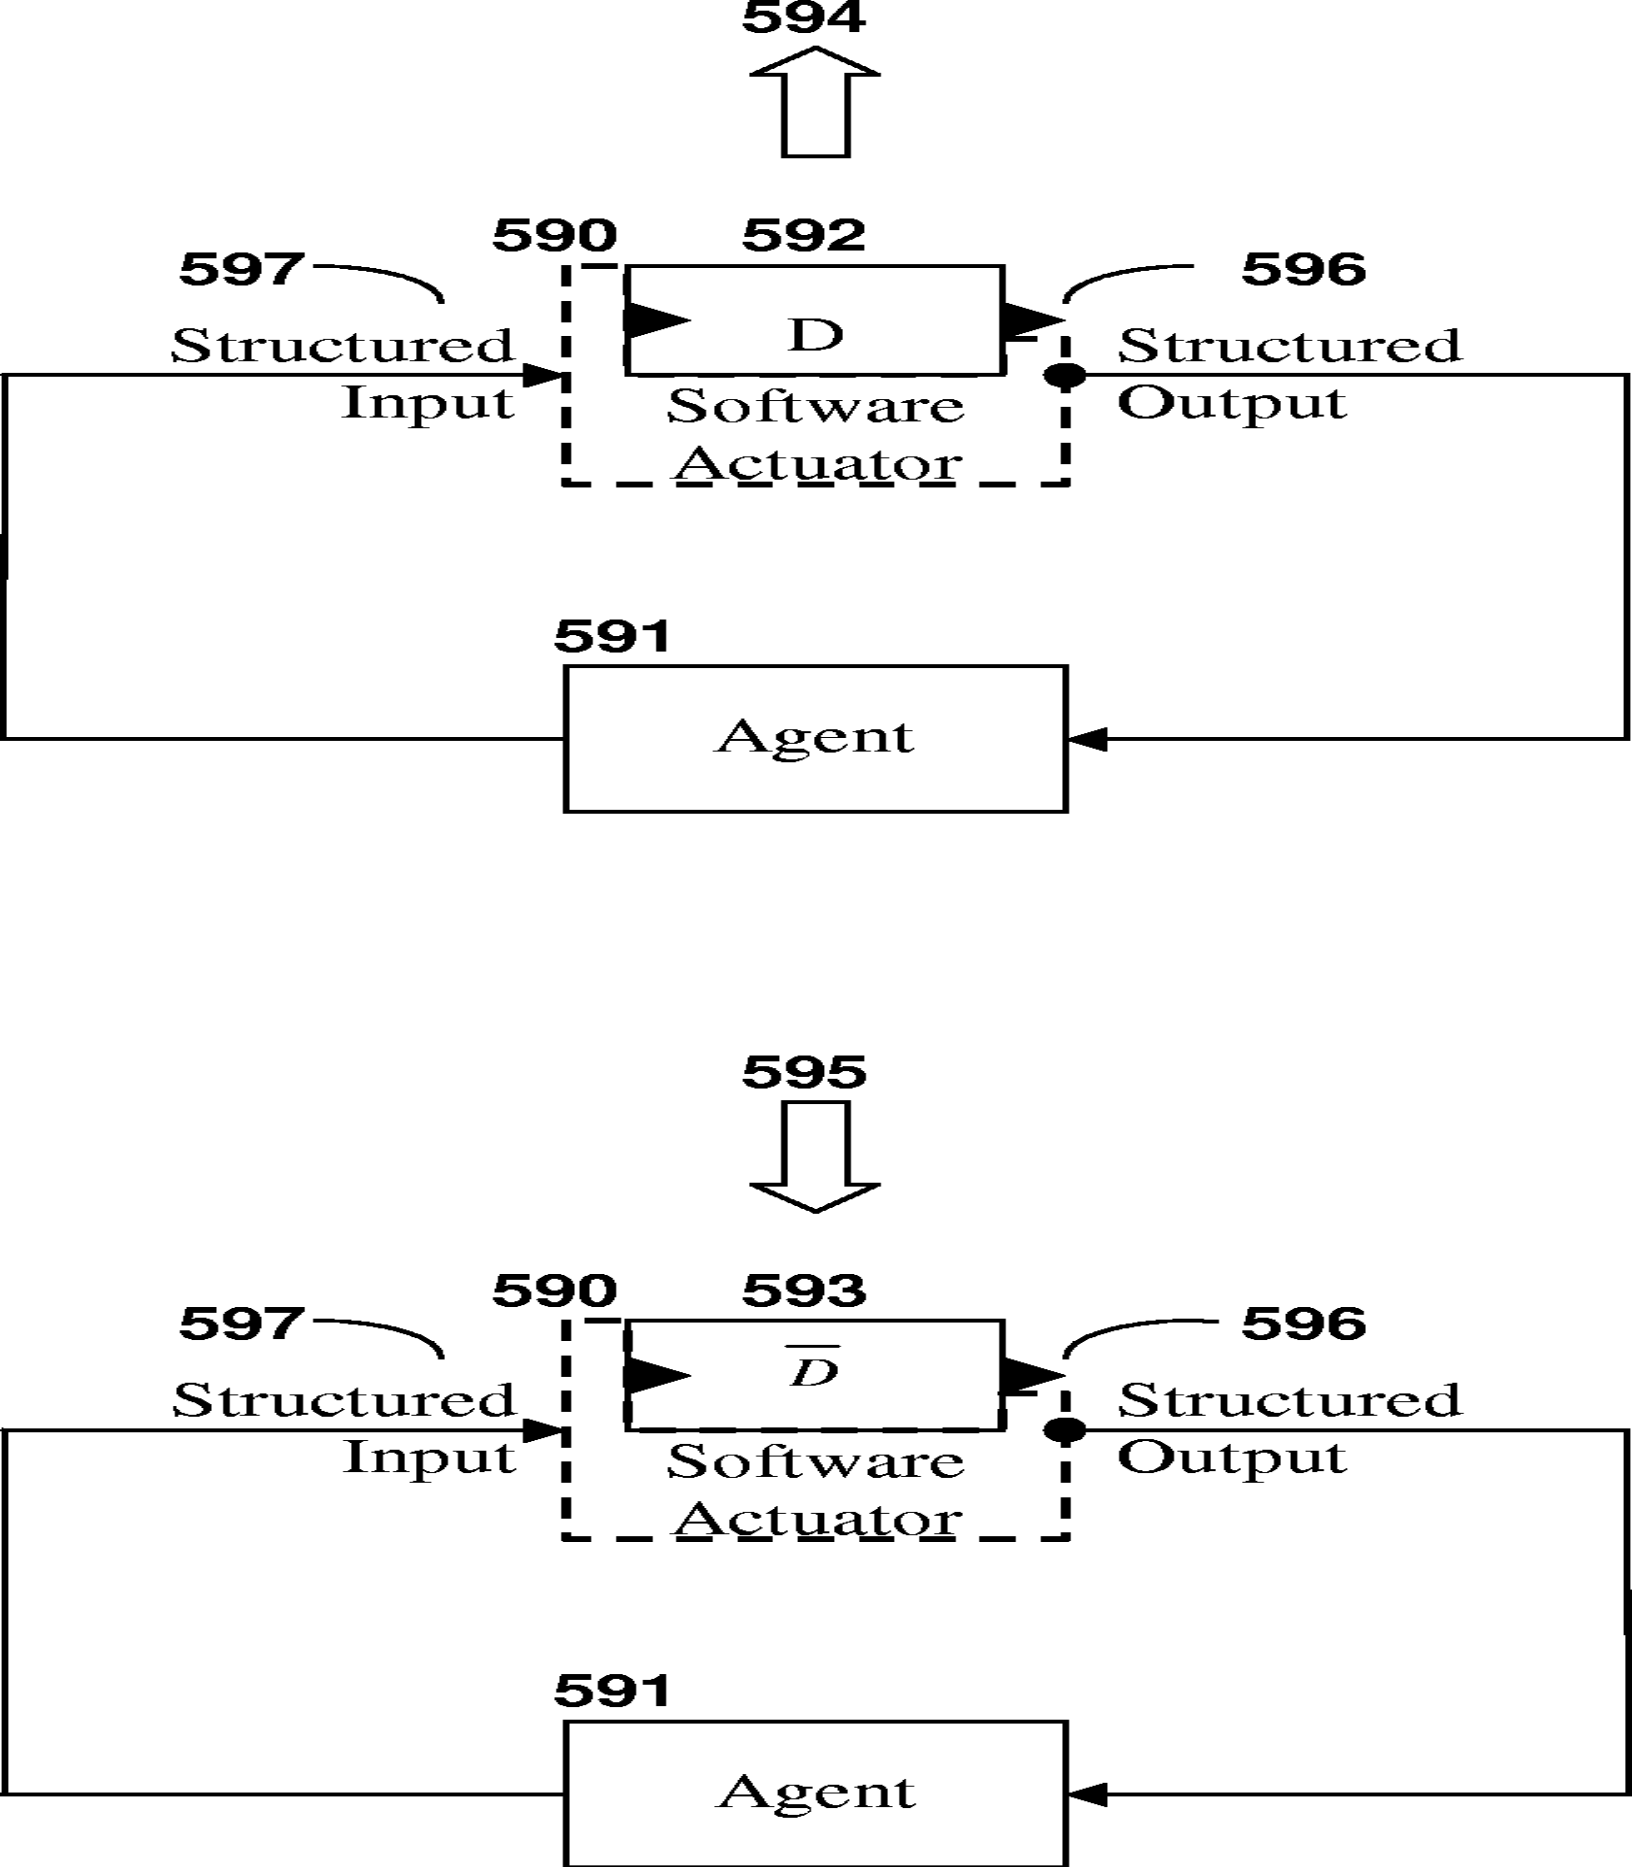 594
590 592
597 596
D
Structured Structured
Input Software Output
Actuator
591
Agent
595
590 593
597 596
D̅
Structured Structured
Input Software Output
Actuator
591
Agent